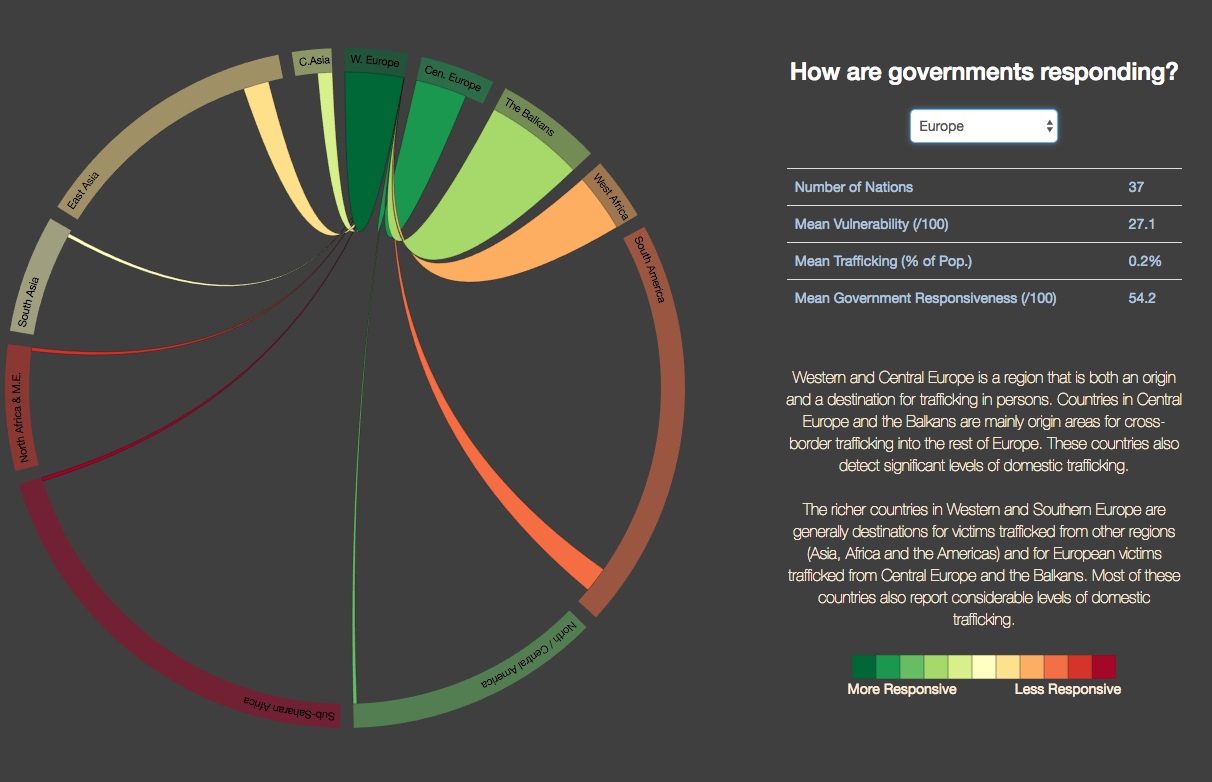 C.Asia
W. Europe
Cen. Europe
The Balkans
West Africa
South America
North / Central America
Sub-Saharan Africa
North Africa & M.E.
South Asia
East Asia
How are governments responding?
Europe
Number of Nations 37
Mean Vulnerability (/100) 27.1
Mean Trafficking (% of Pop.) 0.2%
Mean Government Responsiveness (/100) 54.2
Western and Central Europe is a region that is both an origin
and a destination for trafficking in persons. Countries in Central
Europe and the Balkans are mainly origin areas for cross-
border trafficking into the rest of Europe. These countries also
detect significant levels of domestic trafficking.
The richer countries in Western and Southern Europe are
generally destinations for victims trafficked from other regions
(Asia, Africa and the Americas) and for European victims
trafficked from Central Europe and the Balkans. Most of these
countries also report considerable levels of domestic
trafficking.
More Responsive Less Responsive